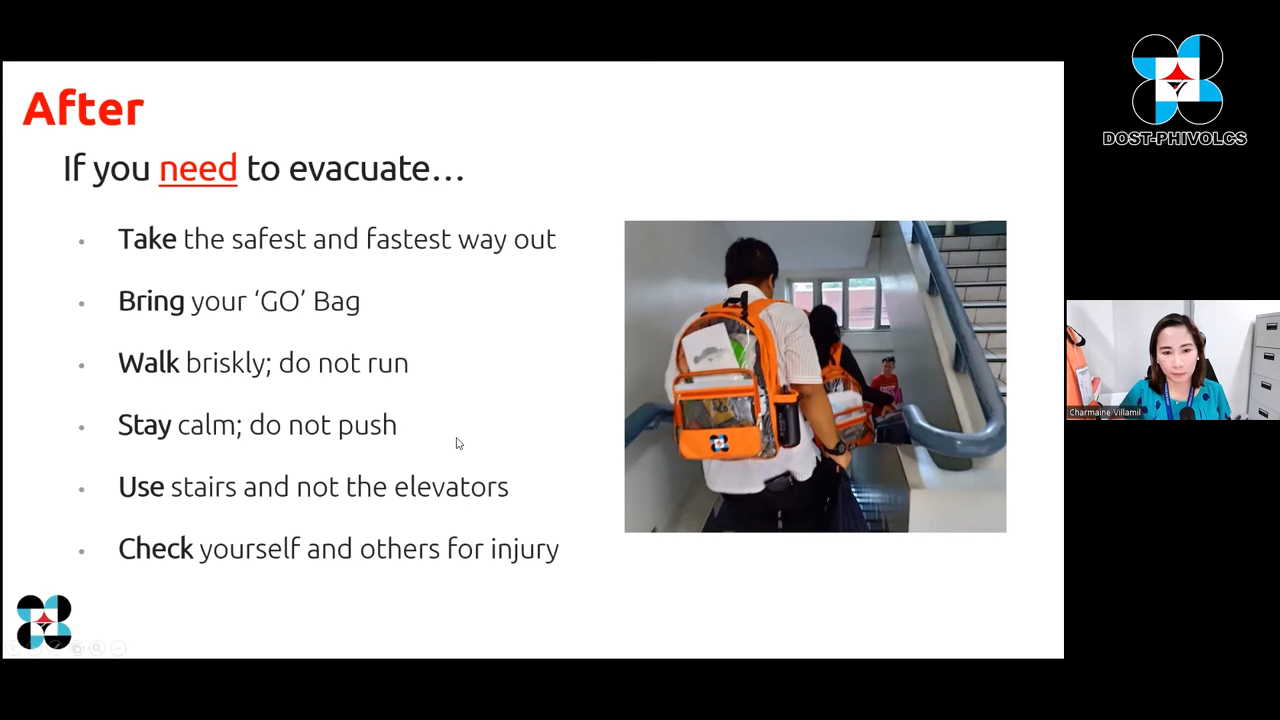 After
If you need to evacuate…
• Take the safest and fastest way out
• Bring your ‘GO’ Bag
• Walk briskly; do not run
• Stay calm; do not push
• Use stairs and not the elevators
• Check yourself and others for injury
DOST-PHIVOLCS
Charmaine Villamil